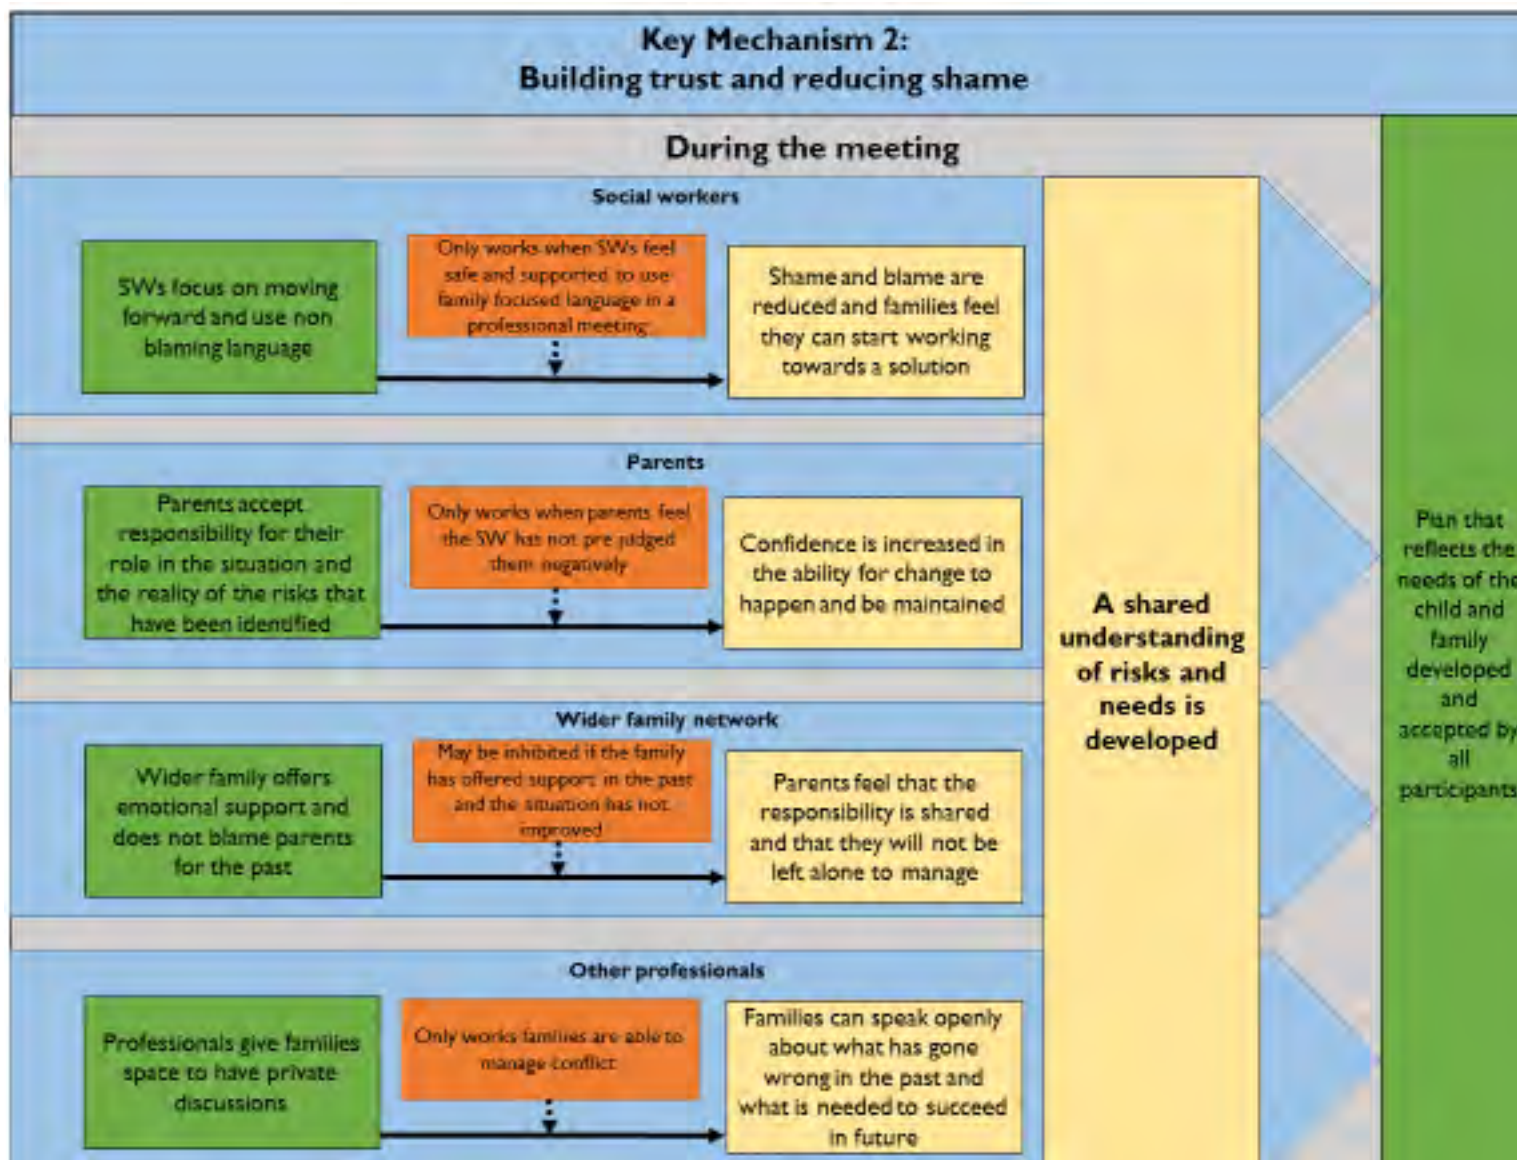 Key Mechanism 2:
Building trust and reducing shame
During the meeting
Social workers
SWs focus on moving
forward and use non
blaming language
Only works when SWs feel
safe and supported to use
family focused language in a
professional meeting
Shame and blame are
reduced and families feel
they can start working
towards a solution
Parents
Parents accept
responsibility for their
role in the situation and
the reality of the risks that
have been identified
Only works when parents feel
the SW has not pre judged
them negatively
Confidence is increased in
the ability for change to
happen and be maintained
Wider family network
Wider family offers
emotional support and
does not blame parents
for the past
May be inhibited if the family
has offered support in the past
and the situation has not
improved
Parents feel that the
responsibility is shared
and that they will not be
left alone to manage
Other professionals
Professionals give families
space to have private
discussions
Only works families are able to
manage conflict
Families can speak openly
about what has gone
wrong in the past and
what is needed to succeed
in future
A shared
understanding
of risks and
needs is
developed
Plan that
reflects the
needs of the
child and
family
developed
and
accepted by
all
participants